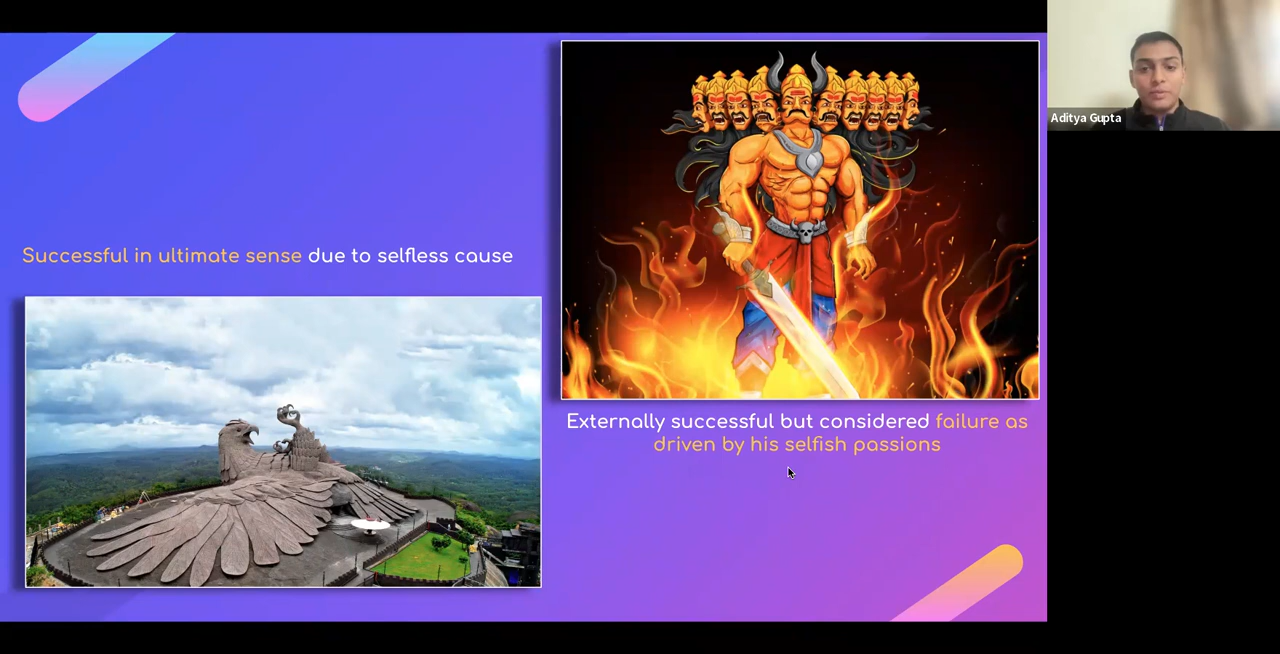 Successful in ultimate sense due to selfless cause
Externally successful but considered failure as
driven by his selfish passions
Aditya Gupta